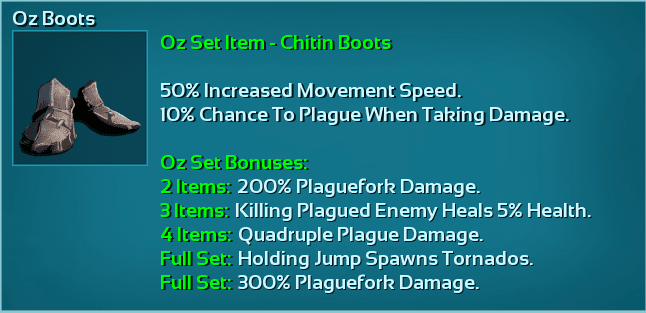 Oz Boots
Oz Set Item - Chitin Boots
50% Increased Movement Speed.
10% Chance To Plague When Taking Damage.
Oz Set Bonuses:
2 Items: 200% Plaguefork Damage.
3 Items: Killing Plagued Enemy Heals 5% Health.
4 Items: Quadruple Plague Damage.
Full Set: Holding Jump Spawns Tornados.
Full Set: 300% Plaguefork Damage.